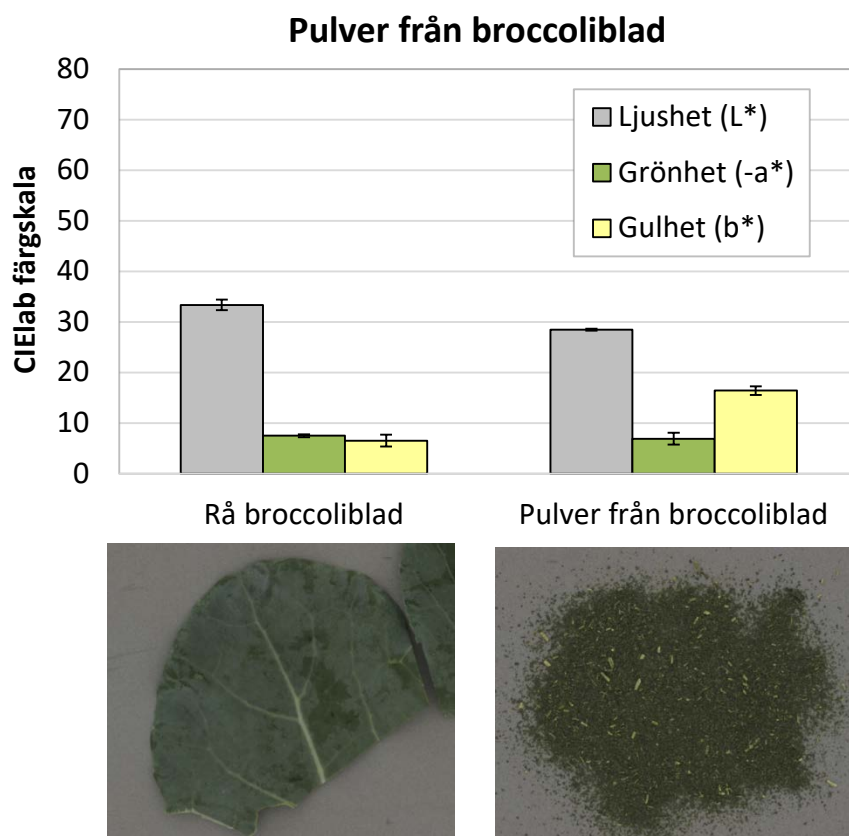 Pulver från broccoliblad
CIElab färgskala
80
70
60
50
40
30
20
10
0
Ljushet (L*)
Grönhet (-a*)
Gulhet (b*)
Rå broccoliblad
Pulver från broccoliblad